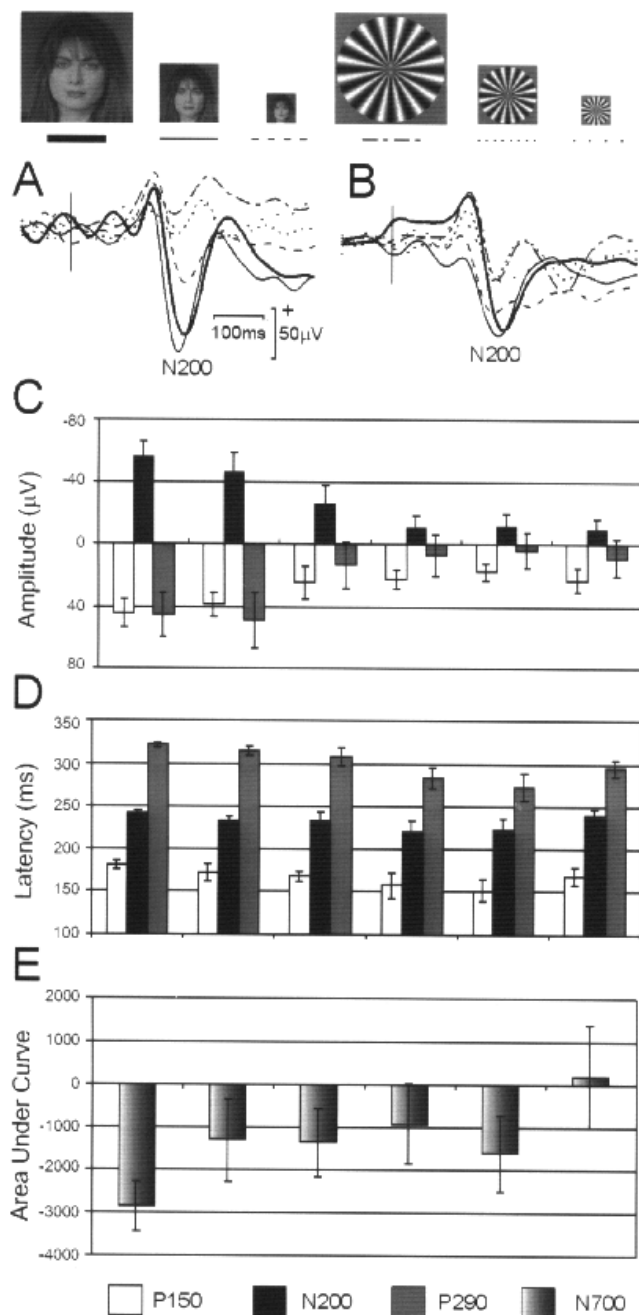 A
B
+
100ms
50µV
N200
N200
C
Amplitude (µV)
-80
-40
0
40
80
D
Latency (ms)
350
300
250
200
150
100
E
Area Under Curve
2000
1000
0
-1000
-2000
-3000
-4000
P150 N200 P290 N700